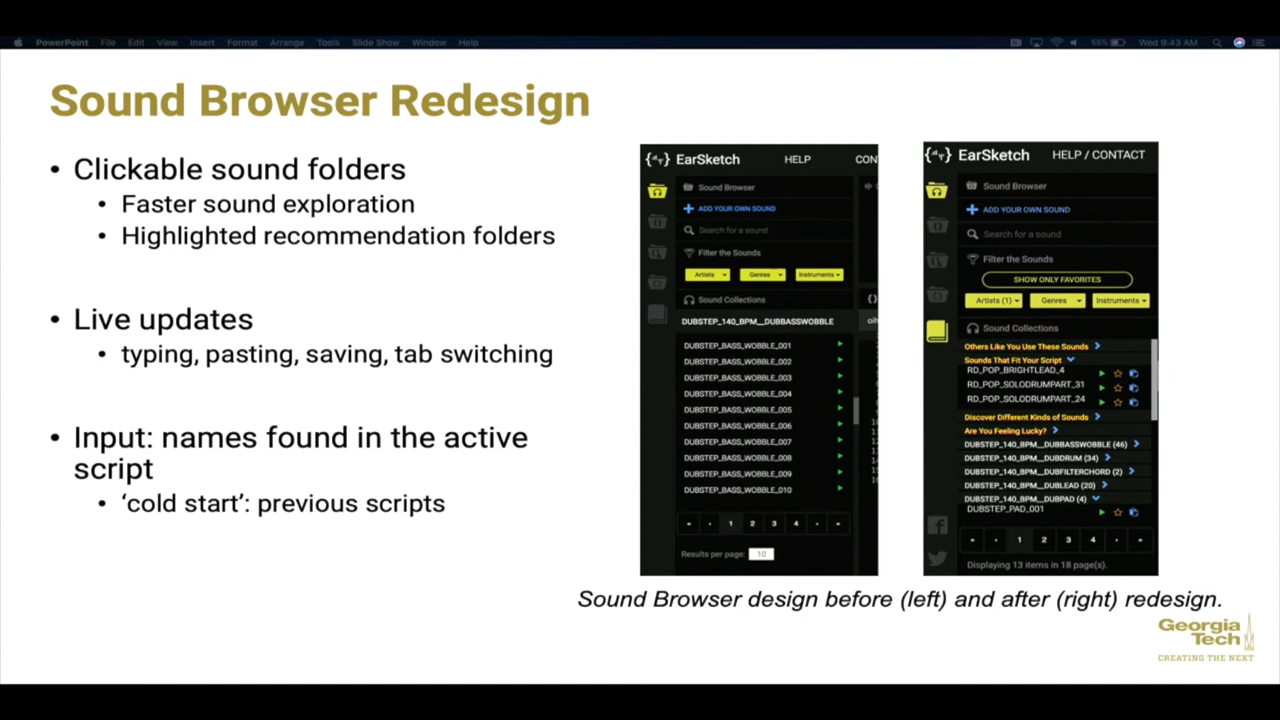 PowerPoint File Edit View Insert Format Arrange Tools Slide Show Window Help 55% Wed 9:43 AM
Sound Browser Redesign
• Clickable sound folders
• Faster sound exploration
• Highlighted recommendation folders
• Live updates
• typing, pasting, saving, tab switching
• Input: names found in the active
script
• ‘cold start’: previous scripts
EarSketch HELP CON
Sound Browser
ADD YOUR OWN SOUND
Search for a sound
Filter the Sounds
Artists Genres Instruments
Sound Collections
DUBSTEP_140_BPM__DUBBASSWOBBLE
DUBSTEP_BASS_WOBBLE_001
DUBSTEP_BASS_WOBBLE_002
DUBSTEP_BASS_WOBBLE_003
DUBSTEP_BASS_WOBBLE_004
DUBSTEP_BASS_WOBBLE_005
DUBSTEP_BASS_WOBBLE_006
DUBSTEP_BASS_WOBBLE_007
DUBSTEP_BASS_WOBBLE_008
DUBSTEP_BASS_WOBBLE_009
DUBSTEP_BASS_WOBBLE_010
« ‹ 1 2 3 4 › »
Results per page: 10
EarSketch HELP / CONTACT
Sound Browser
ADD YOUR OWN SOUND
Search for a sound
Filter the Sounds
SHOW ONLY FAVORITES
Artists (1) Genres Instruments
Sound Collections
Others Like You Use These Sounds
Sounds That Fit Your Script
RD_POP_BRIGHTLEAD_4
RD_POP_SOLODRUMPART_31
RD_POP_SOLODRUMPART_24
Discover Different Kinds of Sounds
Are You Feeling Lucky?
DUBSTEP_140_BPM__DUBBASSWOBBLE (46)
DUBSTEP_140_BPM__DUBDRUM (34)
DUBSTEP_140_BPM__DUBFILTERCHORD (2)
DUBSTEP_140_BPM__DUBLEAD (20)
DUBSTEP_140_BPM__DUBPAD (4)
DUBSTEP_PAD_001
« ‹ 1 2 3 4 › »
Displaying 13 items in 18 page(s).
Sound Browser design before (left) and after (right) redesign.
Georgia
Tech
CREATING THE NEXT